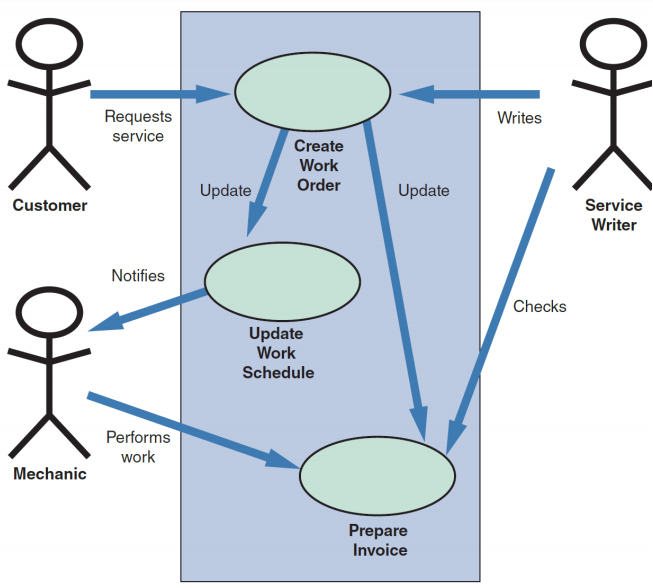 Requests
service
Writes
Create
Work
Order
Customer
Update
Update
Service
Writer
Notifies
Checks
Update
Work
Schedule
Performs
work
Mechanic
Prepare
Invoice